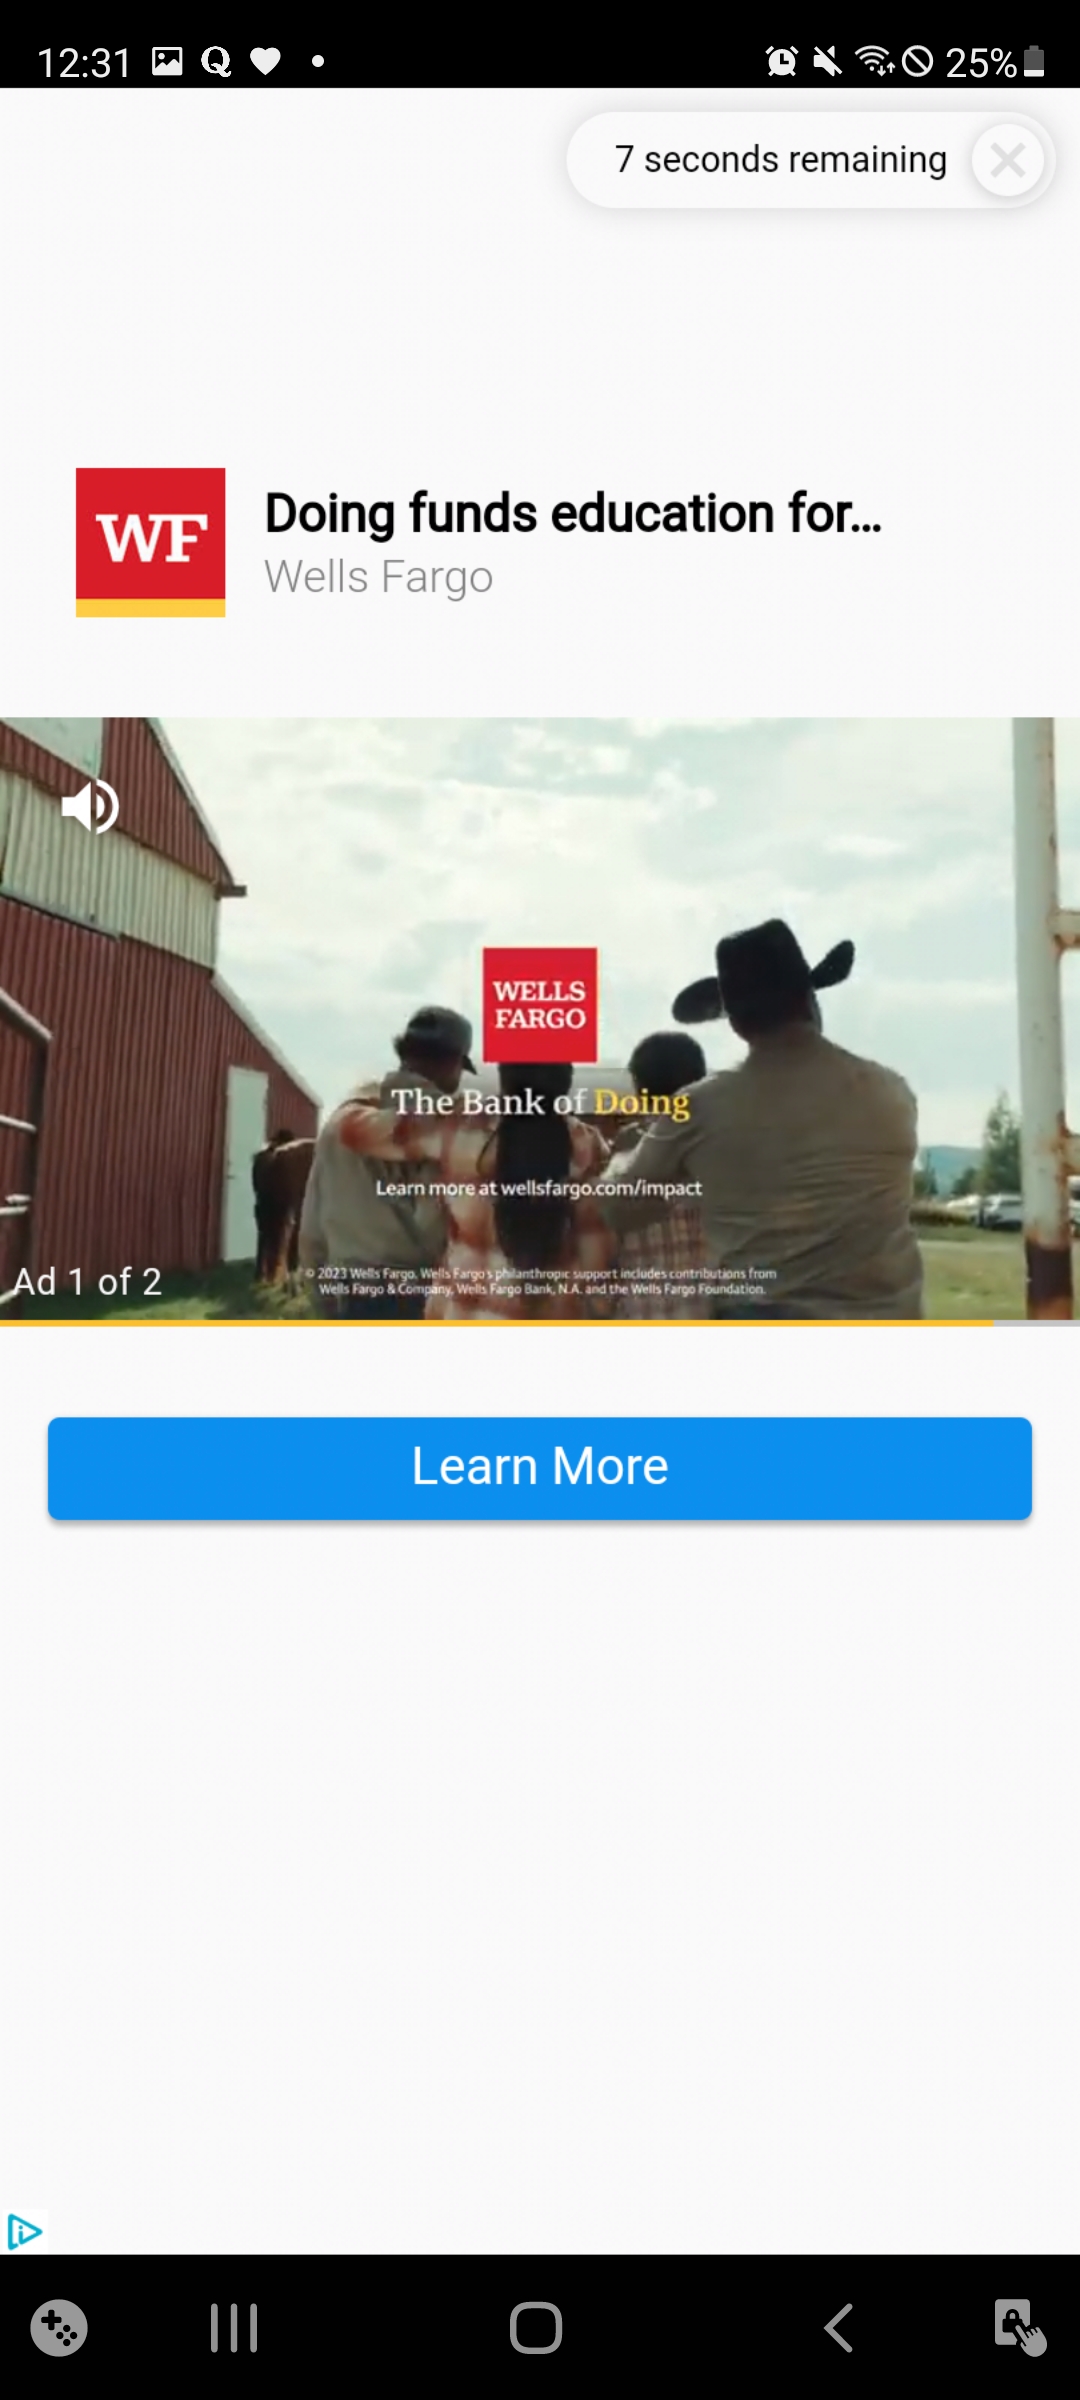 12:31
25%
7 seconds remaining
WF
Doing funds education for...
Wells Fargo
WELLS
FARGO
The Bank of Doing
Learn more at wellsfargo.com/impact
© 2023 Wells Fargo. Wells Fargo's philanthropic support includes contributions from
Wells Fargo & Company, Wells Fargo Bank, N.A. and the Wells Fargo Foundation.
Ad 1 of 2
Learn More